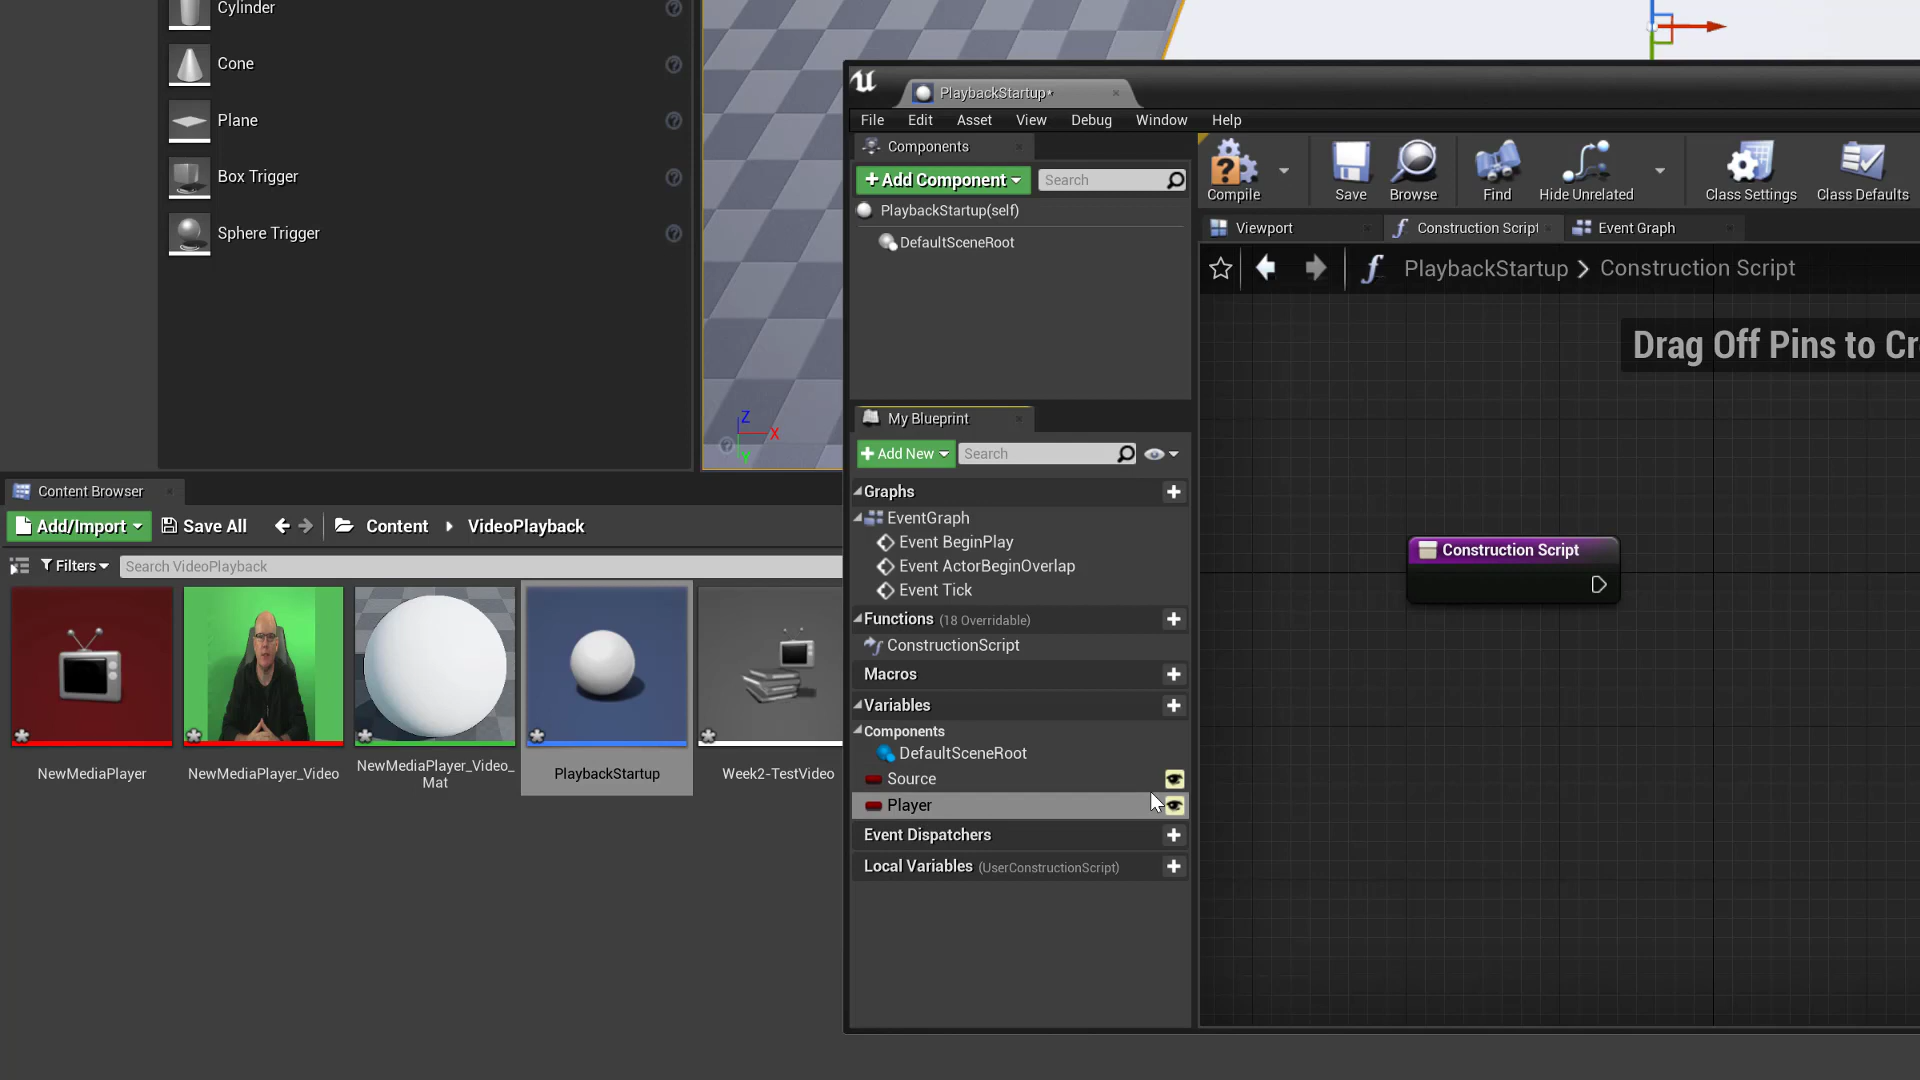 Cylinder
Cone
Plane
Box Trigger
Sphere Trigger
Z
X
Y
PlaybackStartup*
File Edit Asset View Debug Window Help
Components
+Add Component
Search
PlaybackStartup(self)
DefaultSceneRoot
Compile
Save
Browse
Find
Hide Unrelated
Class Settings
Class Defaults
Viewport
Construction Script
Event Graph
PlaybackStartup > Construction Script
Drag Off Pins to Cr
My Blueprint
+Add New
Search
Graphs
EventGraph
Event BeginPlay
Event ActorBeginOverlap
Event Tick
Functions (18 Overridable)
ConstructionScript
Macros
Variables
Components
DefaultSceneRoot
Source
Player
Event Dispatchers
Local Variables (UserConstructionScript)
Construction Script
Content Browser
Add/Import
Save All
Content
VideoPlayback
Filters
Search VideoPlayback
NewMediaPlayer
NewMediaPlayer_Video
NewMediaPlayer_Video_
Mat
PlaybackStartup
Week2-TestVideo